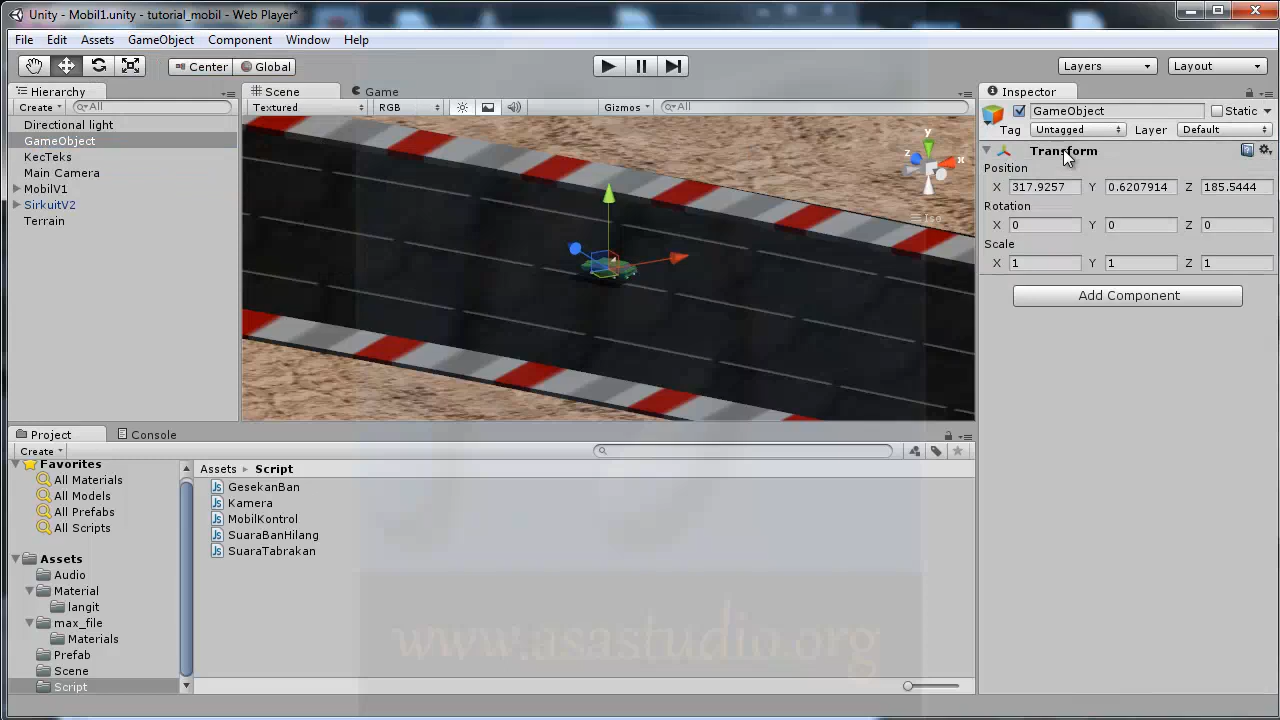 Unity - Mobil1.unity - tutorial_mobil - Web Player*
File Edit Assets GameObject Component Window Help
Center Global Layers Layout
Hierarchy
Create All
Directional light
GameObject
KecTeks
Main Camera
MobilV1
SirkuitV2
Terrain
Scene Game
Textured RGB Gizmos All
y
z x
Iso
Inspector
GameObject Static
Tag Untagged Layer Default
Transform
Position
X 317.9257 Y 0.6207914 Z 185.5444
Rotation
X 0 Y 0 Z 0
Scale
X 1 Y 1 Z 1
Add Component
Project Console
Create
Favorites
All Materials
All Models
All Prefabs
All Scripts
Assets
Audio
Material
langit
max_file
Materials
Prefab
Scene
Script
Assets Script
GesekanBan
Kamera
MobilKontrol
SuaraBanHilang
SuaraTabrakan
www.asastudio.org